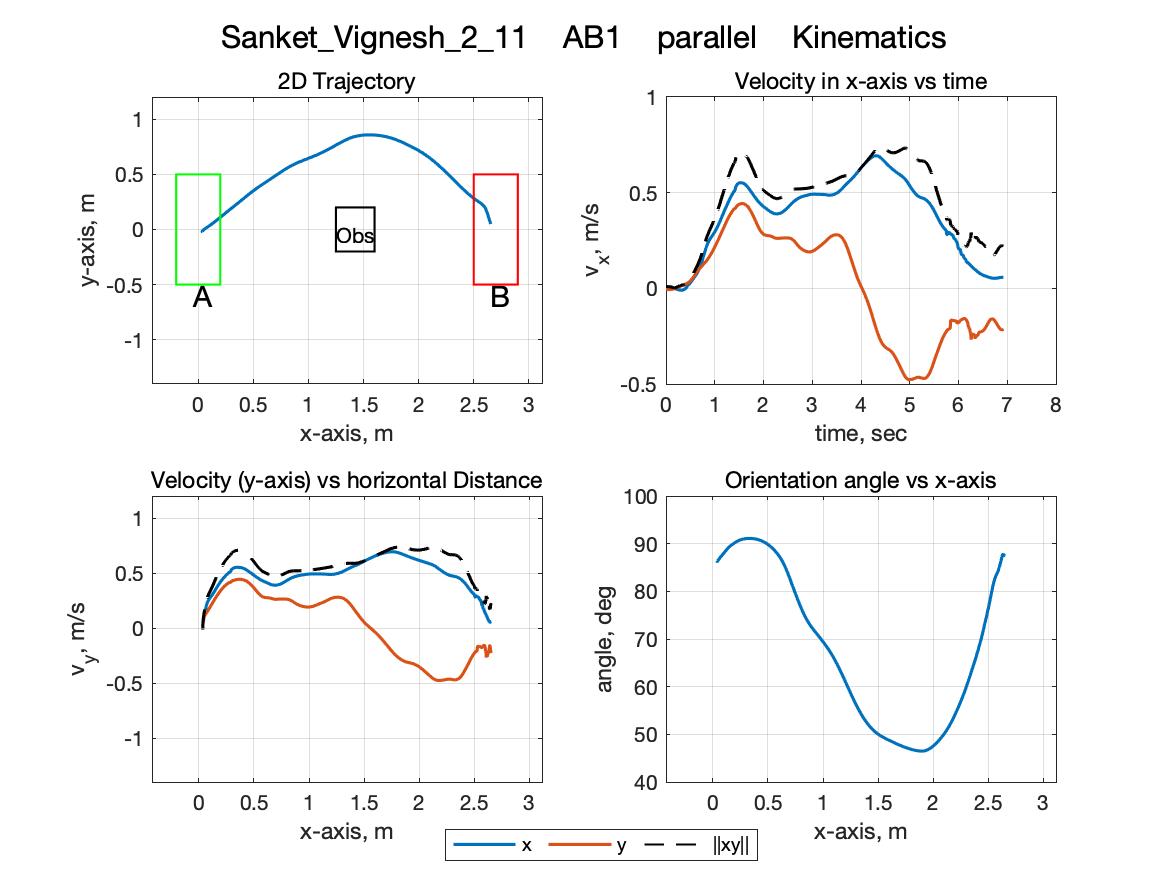 Sanket_Vignesh_2_11 AB1 parallel Kinematics
2D Trajectory
1
0.5
0
-0.5
-1
y-axis, m
Obs
A
B
0 0.5 1 1.5 2 2.5 3
x-axis, m
Velocity in x-axis vs time
1
0.5
0
-0.5
vx, m/s
0 1 2 3 4 5 6 7 8
time, sec
Velocity (y-axis) vs horizontal Distance
1
0.5
0
-0.5
-1
vy, m/s
0 0.5 1 1.5 2 2.5 3
x-axis, m
Orientation angle vs x-axis
100
90
80
70
60
50
40
angle, deg
0 0.5 1 1.5 2 2.5 3
x-axis, m
x y ||xy||